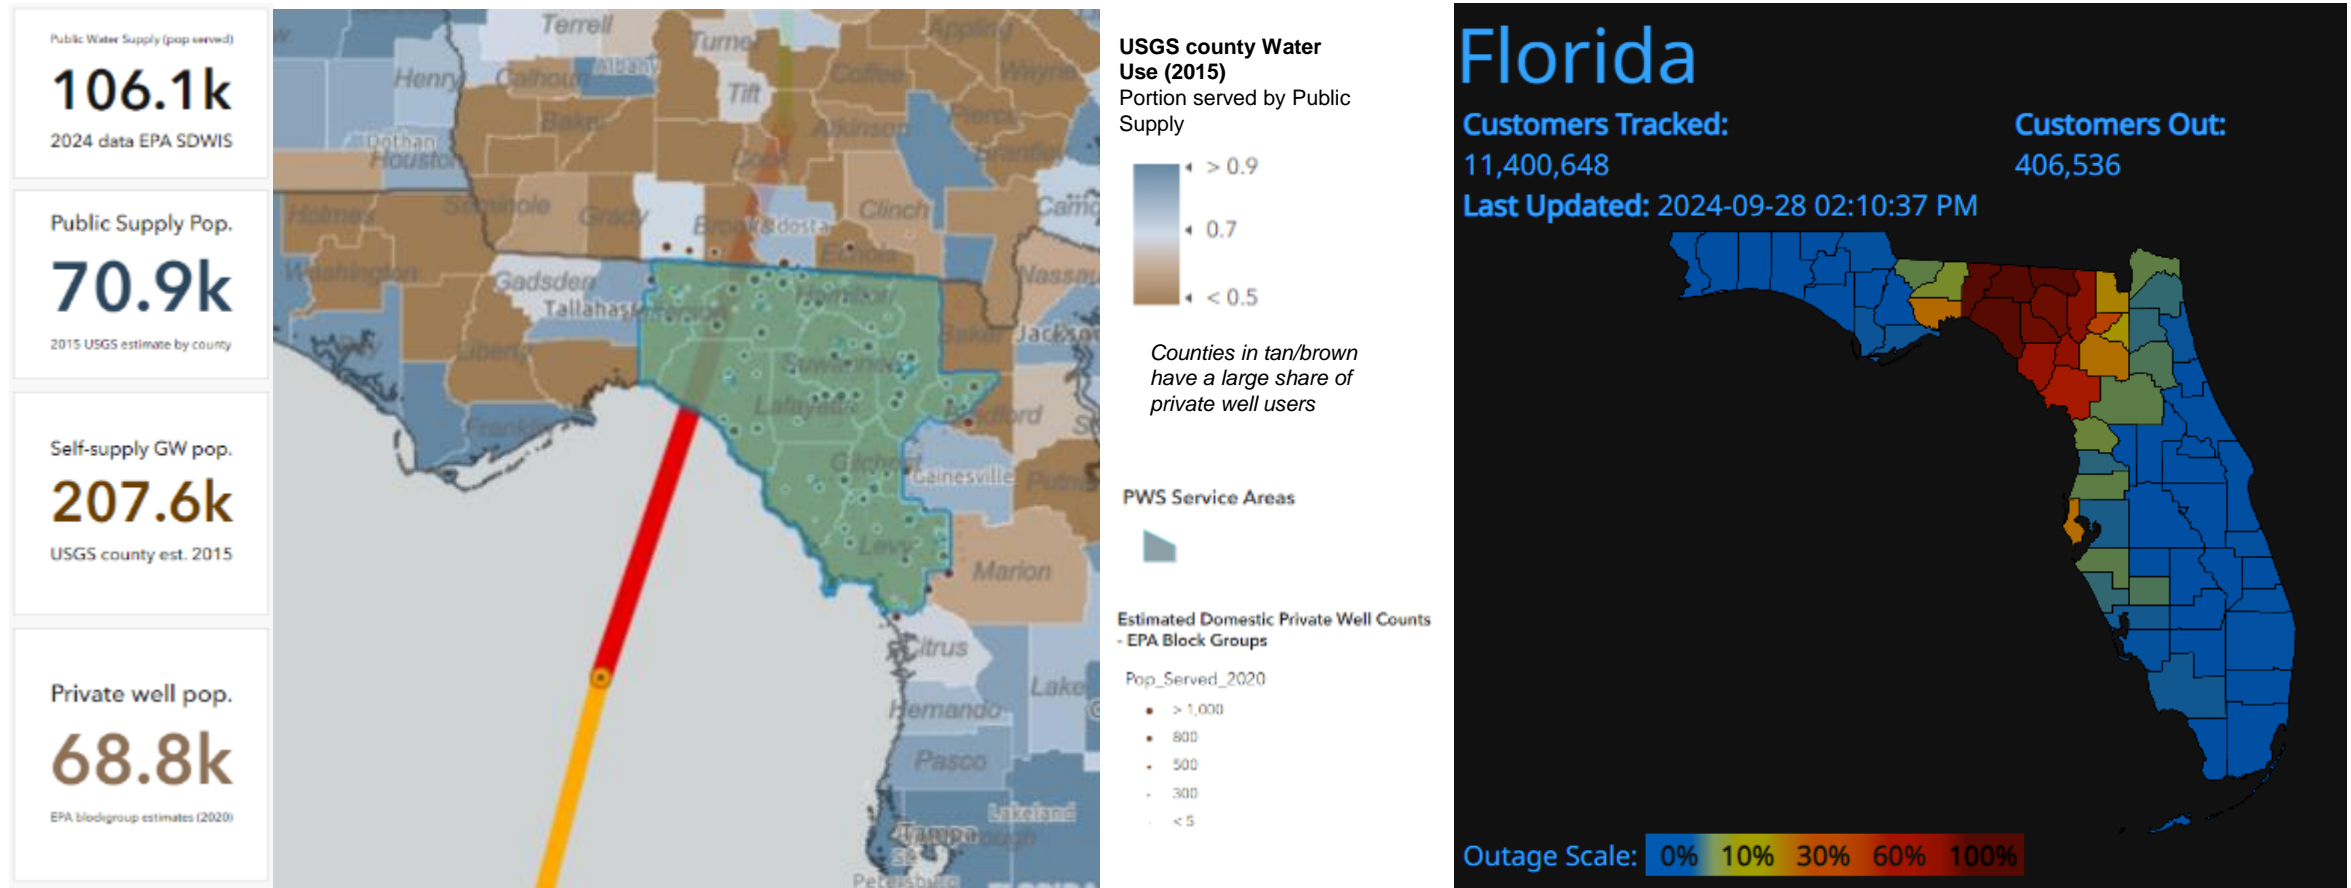 Public Water Supply (pop served)
106.1k
2024 data EPA SDWIS
Public Supply Pop.
70.9k
2015 USGS estimate by county
Self-supply GW pop.
207.6k
USGS county est. 2015
Private well pop.
68.8k
EPA blockgroup estimates (2020)
Terrell
Turner
Appling
Henry
Calhoun
Albany
Coffee
Wayne
Tift
Baker
Atkinson
Pierce
Dothan
Houston
Cook
Brantley
Holmes
Seminole
Grady
Brooks
dosta
Clinch
Camd
Echols
Washington
Gadsden
Hamilton
Nassau
Tallahas
Jefferson
Baker
Jackson
Bay
Liberty
Suwannee
Lafayette
Bradford
Franklin
Gilchrist
Gainesville
Putna
Levy
Marion
Citrus
Lake
Hernando
Pasco
Lakeland
Tampa
Petersburg
USGS county Water
Use (2015)
Portion served by Public
Supply
> 0.9
0.7
< 0.5
Counties in tan/brown
have a large share of
private well users
PWS Service Areas
Estimated Domestic Private Well Counts
- EPA Block Groups
Pop_Served_2020
> 1,000
800
500
300
< 5
Florida
Customers Tracked:
11,400,648
Customers Out:
406,536
Last Updated: 2024-09-28 02:10:37 PM
Outage Scale: 0% 10% 30% 60% 100%